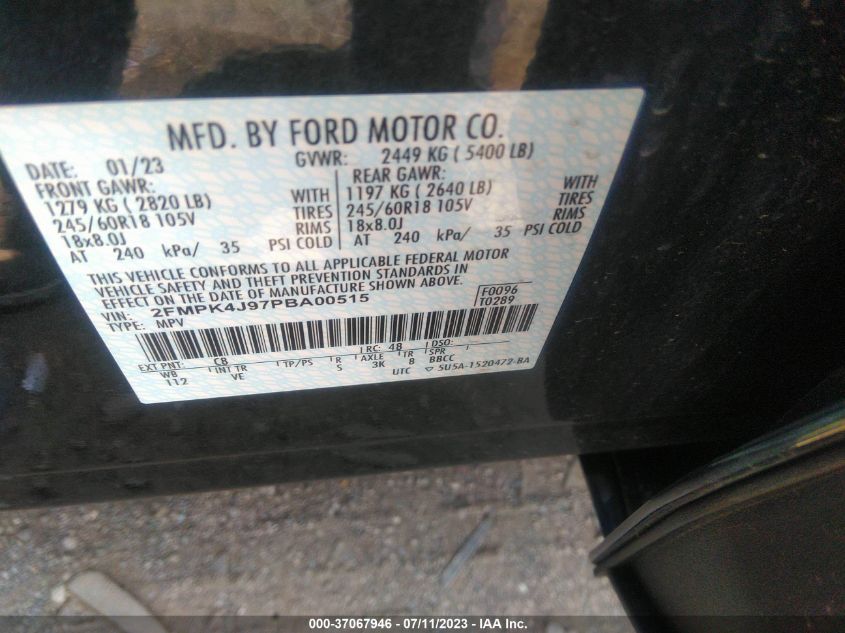 MFD. BY FORD MOTOR CO.
DATE: 01/23 GVWR: 2449 KG ( 5400 LB)
FRONT GAWR: REAR GAWR:
1279 KG ( 2820 LB) WITH 1197 KG ( 2640 LB) WITH
245/60R18 105V TIRES 245/60R18 105V TIRES
18x8.0J RIMS 18x8.0J RIMS
AT 240 kPa/ 35 PSI COLD AT 240 kPa/ 35 PSI COLD
THIS VEHICLE CONFORMS TO ALL APPLICABLE FEDERAL MOTOR
VEHICLE SAFETY AND THEFT PREVENTION STANDARDS IN
EFFECT ON THE DATE OF MANUFACTURE SHOWN ABOVE.
VIN: 2FMPK4J97PBA00515 F0096
TYPE: MPV T0289
EXT PNT: CB RC: 48 DSO:
WB INT TR TP/PS R AXLE TR SPR
112 VE S 3K 8 BBCC
UTC ▽ 5U5A-1520472-BA
000-37067946 - 07/11/2023 - IAA Inc.